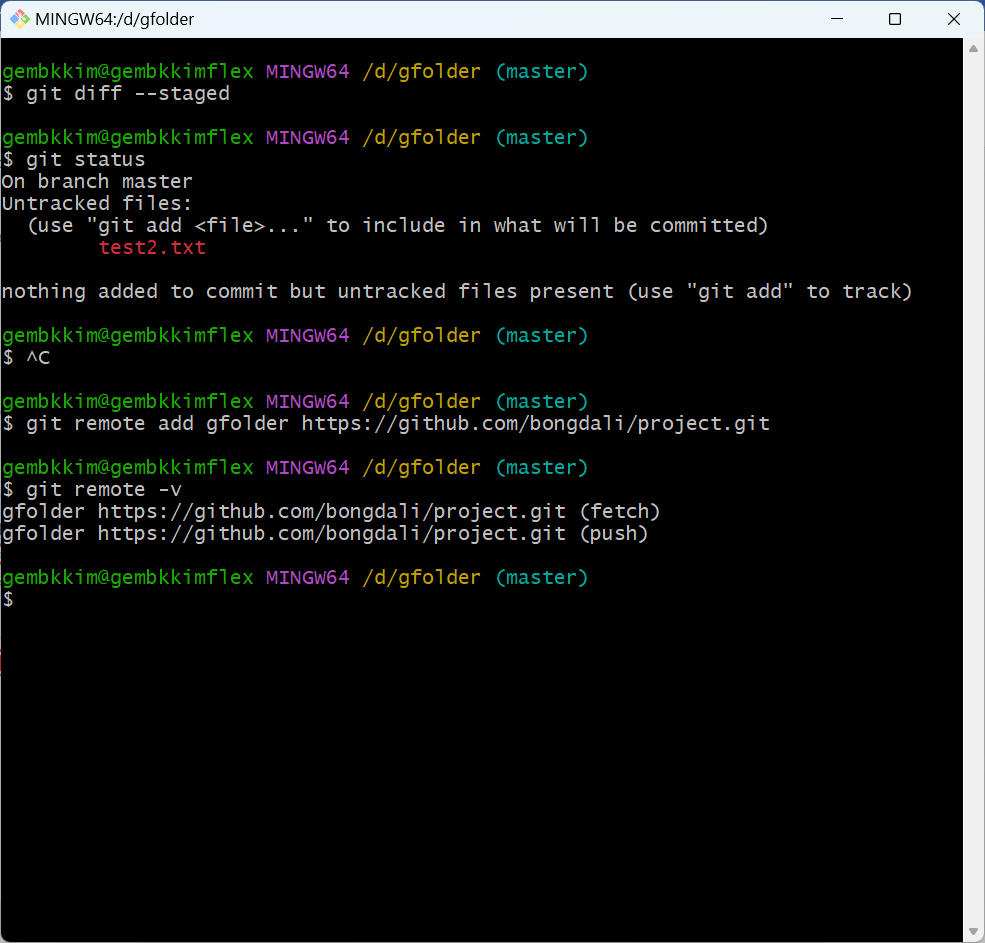 MINGW64:/d/gfolder
gembkkim@gembkkimflex MINGW64 /d/gfolder (master)
$ git diff --staged
gembkkim@gembkkimflex MINGW64 /d/gfolder (master)
$ git status
On branch master
Untracked files:
  (use "git add <file>..." to include in what will be committed)
        test2.txt
nothing added to commit but untracked files present (use "git add" to track)
gembkkim@gembkkimflex MINGW64 /d/gfolder (master)
$ ^C
gembkkim@gembkkimflex MINGW64 /d/gfolder (master)
$ git remote add gfolder https://github.com/bongdali/project.git
gembkkim@gembkkimflex MINGW64 /d/gfolder (master)
$ git remote -v
gfolder https://github.com/bongdali/project.git (fetch)
gfolder https://github.com/bongdali/project.git (push)
gembkkim@gembkkimflex MINGW64 /d/gfolder (master)
$